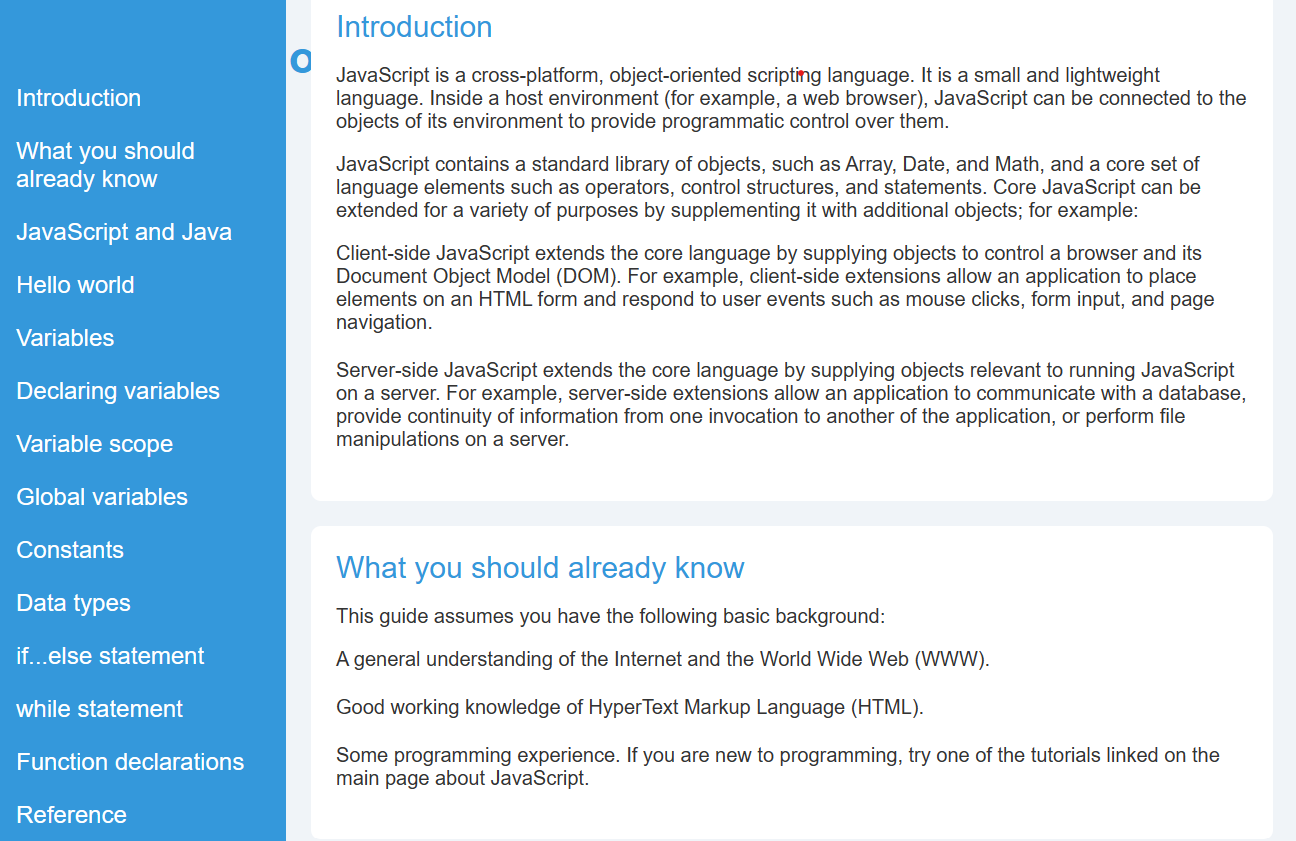 Introduction
What you should
already know
JavaScript and Java
Hello world
Variables
Declaring variables
Variable scope
Global variables
Constants
Data types
if...else statement
while statement
Function declarations
Reference
Introduction
JavaScript is a cross-platform, object-oriented scripting language. It is a small and lightweight
language. Inside a host environment (for example, a web browser), JavaScript can be connected to the
objects of its environment to provide programmatic control over them.
JavaScript contains a standard library of objects, such as Array, Date, and Math, and a core set of
language elements such as operators, control structures, and statements. Core JavaScript can be
extended for a variety of purposes by supplementing it with additional objects; for example:
Client-side JavaScript extends the core language by supplying objects to control a browser and its
Document Object Model (DOM). For example, client-side extensions allow an application to place
elements on an HTML form and respond to user events such as mouse clicks, form input, and page
navigation.
Server-side JavaScript extends the core language by supplying objects relevant to running JavaScript
on a server. For example, server-side extensions allow an application to communicate with a database,
provide continuity of information from one invocation to another of the application, or perform file
manipulations on a server.
What you should already know
This guide assumes you have the following basic background:
A general understanding of the Internet and the World Wide Web (WWW).
Good working knowledge of HyperText Markup Language (HTML).
Some programming experience. If you are new to programming, try one of the tutorials linked on the
main page about JavaScript.